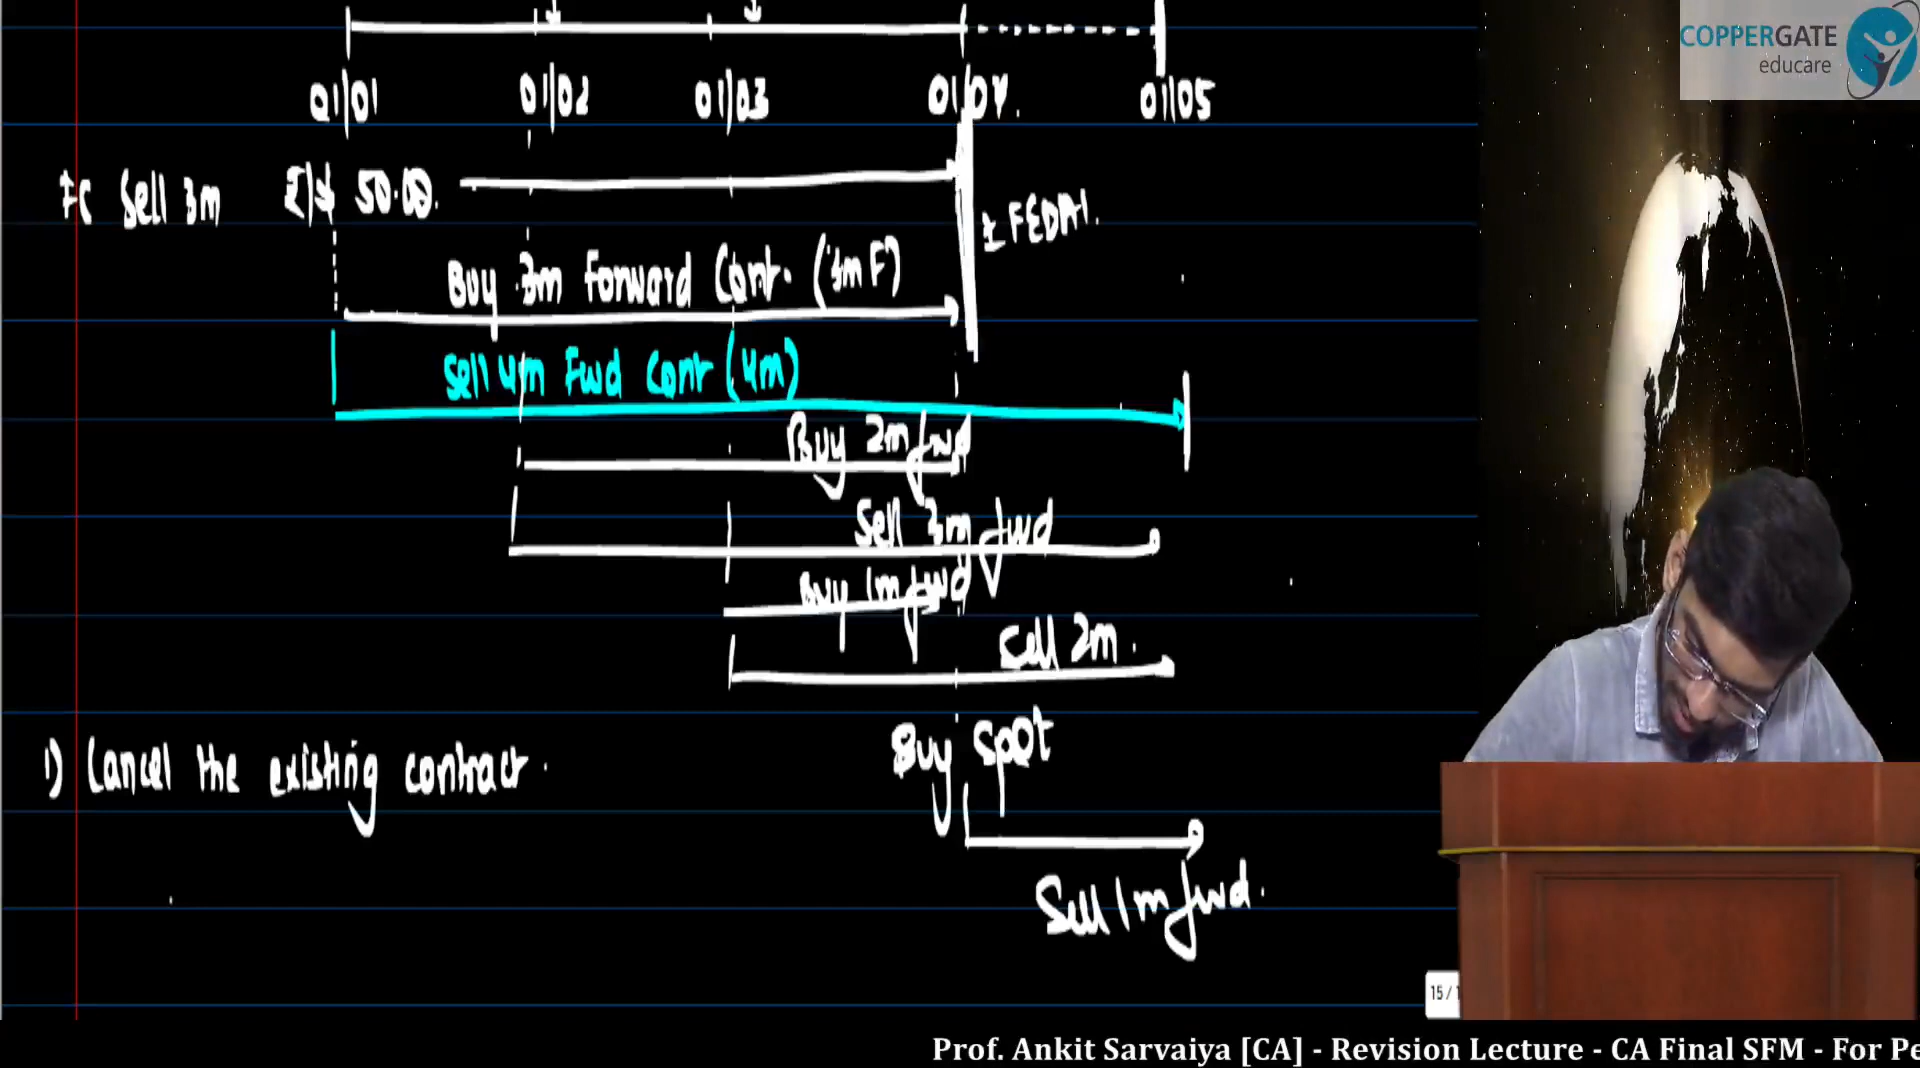 COPPERGATE
educare
01/01 01/02 01/03 01/04. 01/05
FC Sell 3m ₹/$ 50.00.
± FEDAI.
Buy 3m Forward Contr. (3m F)
Sell 4m Fwd Contr (4m)
Buy 2m fwd
Sell 3m fwd
Buy 1m fwd
Sell 2m.
1) Cancel the existing contract.
Buy Spot
Sell 1m fwd.
15/1
Prof. Ankit Sarvaiya [CA] - Revision Lecture - CA Final SFM - For Pe